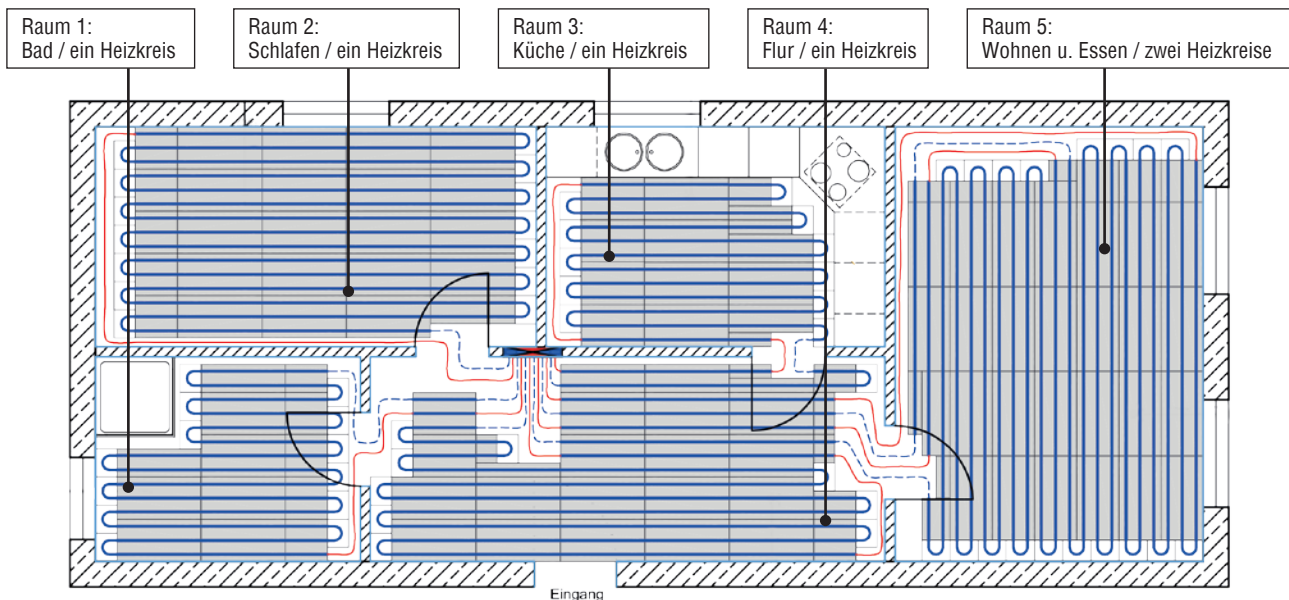 Raum 1:
Bad / ein Heizkreis
Raum 2:
Schlafen / ein Heizkreis
Raum 3:
Küche / ein Heizkreis
Raum 4:
Flur / ein Heizkreis
Raum 5:
Wohnen u. Essen / zwei Heizkreise
Eingang